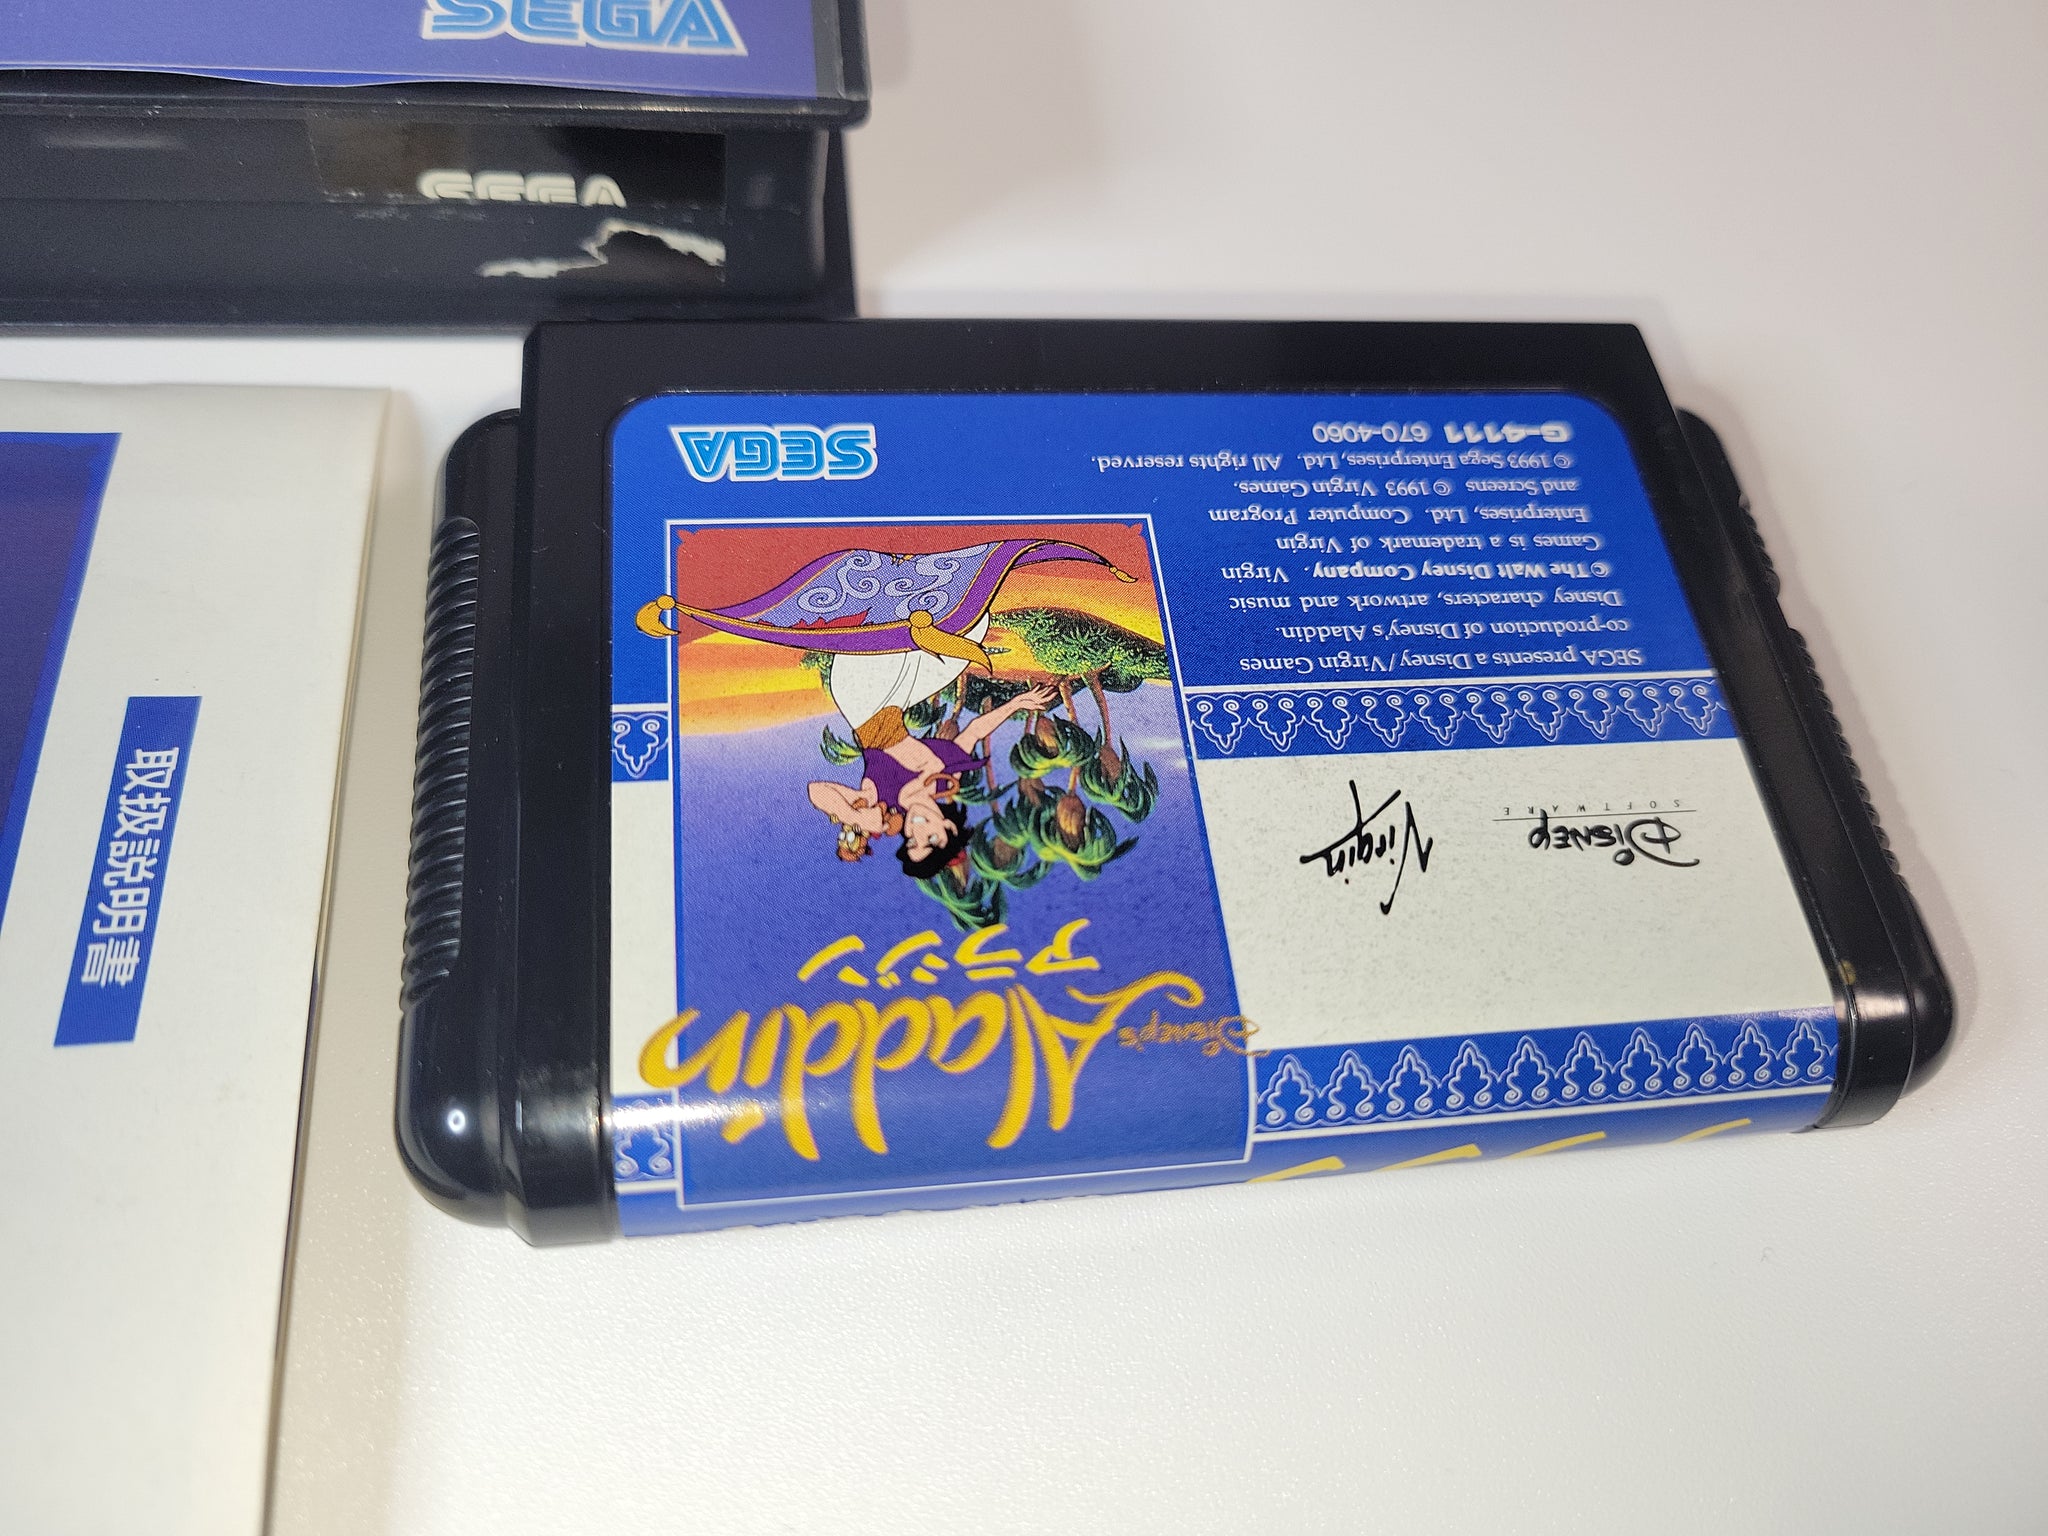 SEGA
SEGA
取扱説明書
Disney's
Aladdin
アラジン
DISNEY
SOFTWARE
Virgin
SEGA presents a Disney/Virgin Games
co-production of Disney's Aladdin.
Disney characters, artwork and music
© The Walt Disney Company. Virgin
Games is a trademark of Virgin
Enterprises, Ltd. Computer Program
and Screens © 1993 Virgin Games.
© 1993 Sega Enterprises, Ltd. All rights reserved.
G-4111 670-4060
SEGA